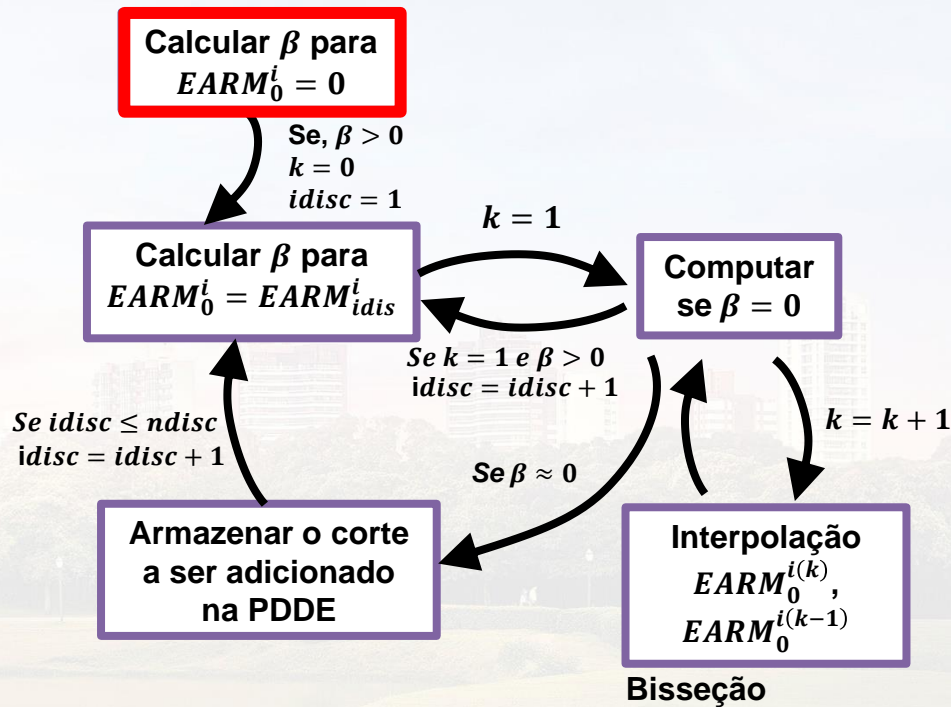 Calcular β para
EARM₀ⁱ = 0
Se, β > 0
k = 0
idisc = 1
Calcular β para
EARM₀ⁱ = EARMⁱ_idis
k = 1
Computar
se β = 0
Se k = 1 e β > 0
idisc = idisc + 1
k = k + 1
Se idisc ≤ ndisc
idisc = idisc + 1
Se β ≈ 0
Armazenar o corte
a ser adicionado
na PDDE
Interpolação
EARM₀^i(k),
EARM₀^i(k−1)
Bisseção